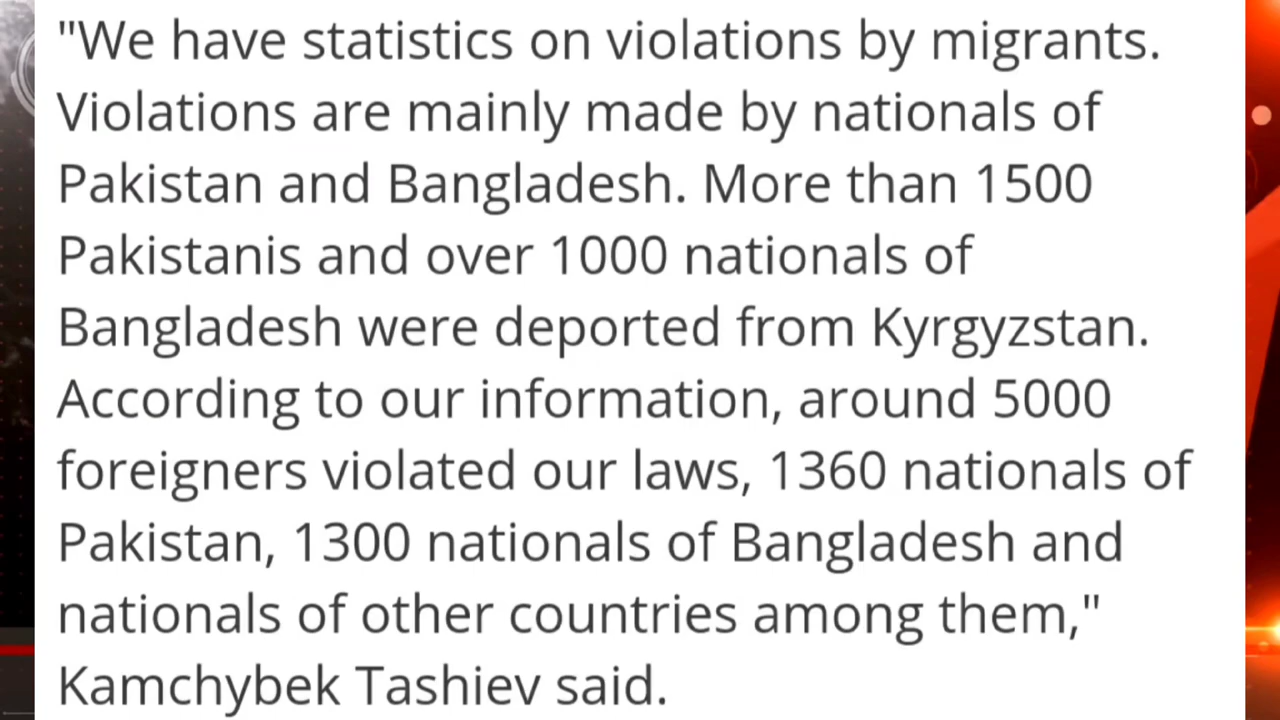 "We have statistics on violations by migrants.
Violations are mainly made by nationals of
Pakistan and Bangladesh. More than 1500
Pakistanis and over 1000 nationals of
Bangladesh were deported from Kyrgyzstan.
According to our information, around 5000
foreigners violated our laws, 1360 nationals of
Pakistan, 1300 nationals of Bangladesh and
nationals of other countries among them,"
Kamchybek Tashiev said.